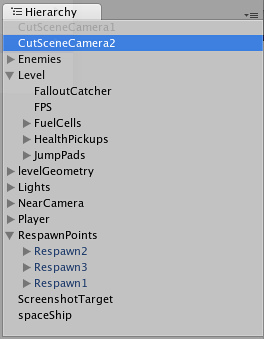 Hierarchy
CutSceneCamera1
CutSceneCamera2
Enemies
Level
FalloutCatcher
FPS
FuelCells
HealthPickups
JumpPads
levelGeometry
Lights
NearCamera
Player
RespawnPoints
Respawn2
Respawn3
Respawn1
ScreenshotTarget
spaceShip